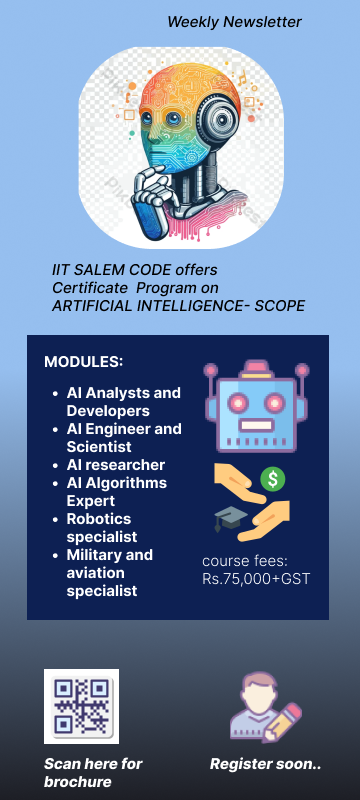 Weekly Newsletter
IIT SALEM CODE offers
Certificate Program on
ARTIFICIAL INTELLIGENCE- SCOPE
MODULES:
• AI Analysts and
Developers
• AI Engineer and
Scientist
• AI researcher
• AI Algorithms
Expert
• Robotics
specialist
• Military and
aviation
specialist
$
course fees:
Rs.75,000+GST
Scan here for
brochure
Register soon..